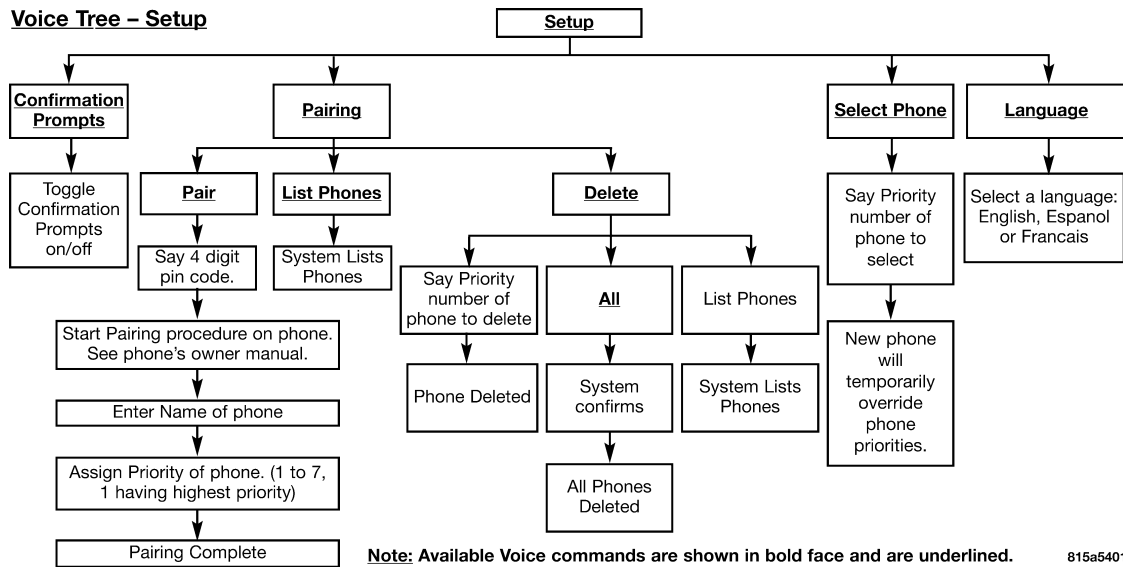 Voice Tree – Setup
Setup
Confirmation
Prompts
Pairing
Select Phone
Language
Toggle
Confirmation
Prompts
on/off
Pair
List Phones
Delete
Say Priority
number of
phone to
select
Select a language:
English, Espanol
or Francais
Say 4 digit
pin code.
System Lists
Phones
Say Priority
number of
phone to delete
All
List Phones
Start Pairing procedure on phone.
See phone's owner manual.
New phone
will
temporarily
override
phone
priorities.
Phone Deleted
System
confirms
System Lists
Phones
Enter Name of phone
Assign Priority of phone. (1 to 7,
1 having highest priority)
All Phones
Deleted
Pairing Complete
Note: Available Voice commands are shown in bold face and are underlined.
815a5401